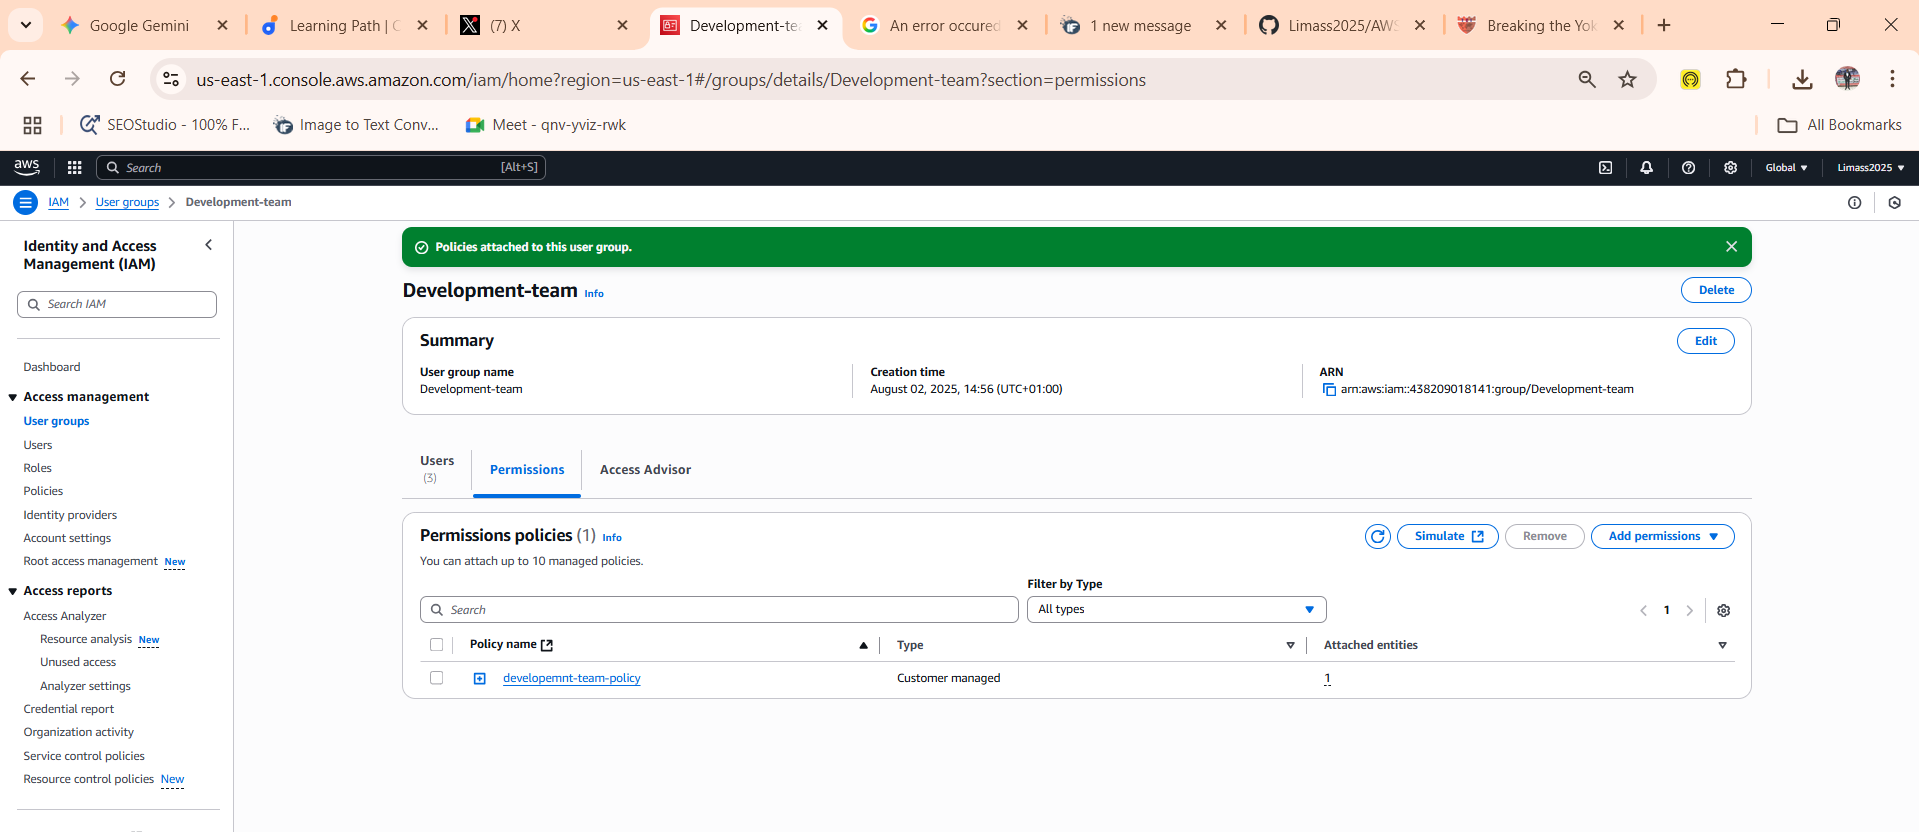 Google Gemini
Learning Path | C
(7) X
Development-tea
An error occured
1 new message
Limass2025/AWS
Breaking the Yok
us-east-1.console.aws.amazon.com/iam/home?region=us-east-1#/groups/details/Development-team?section=permissions
SEOStudio - 100% F...
Image to Text Conv...
Meet - qnv-yviz-rwk
All Bookmarks
aws
Search
[Alt+S]
Global
Limass2025
IAM
User groups
Development-team
Identity and Access
Management (IAM)
Search IAM
Dashboard
Access management
User groups
Users
Roles
Policies
Identity providers
Account settings
Root access management New
Access reports
Access Analyzer
Resource analysis New
Unused access
Analyzer settings
Credential report
Organization activity
Service control policies
Resource control policies New
Policies attached to this user group.
Development-team Info
Delete
Summary
Edit
User group name
Development-team
Creation time
August 02, 2025, 14:56 (UTC+01:00)
ARN
arn:aws:iam::438209018141:group/Development-team
Users
(3)
Permissions
Access Advisor
Permissions policies (1) Info
You can attach up to 10 managed policies.
Simulate
Remove
Add permissions
Filter by Type
Search
All types
1
Policy name
Type
Attached entities
developemnt-team-policy
Customer managed
1